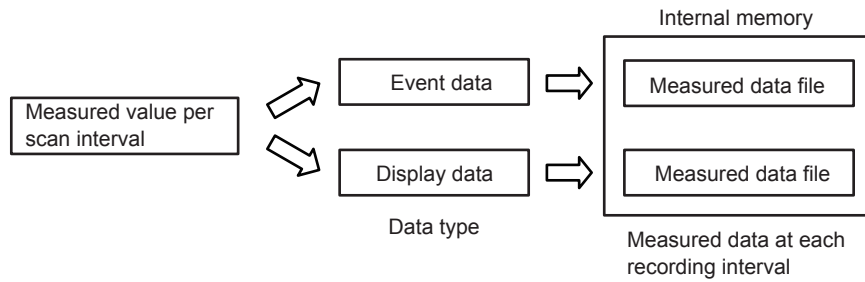 Internal memory
Measured value per
scan interval
Event data
Measured data file
Display data
Measured data file
Data type
Measured data at each
recording interval